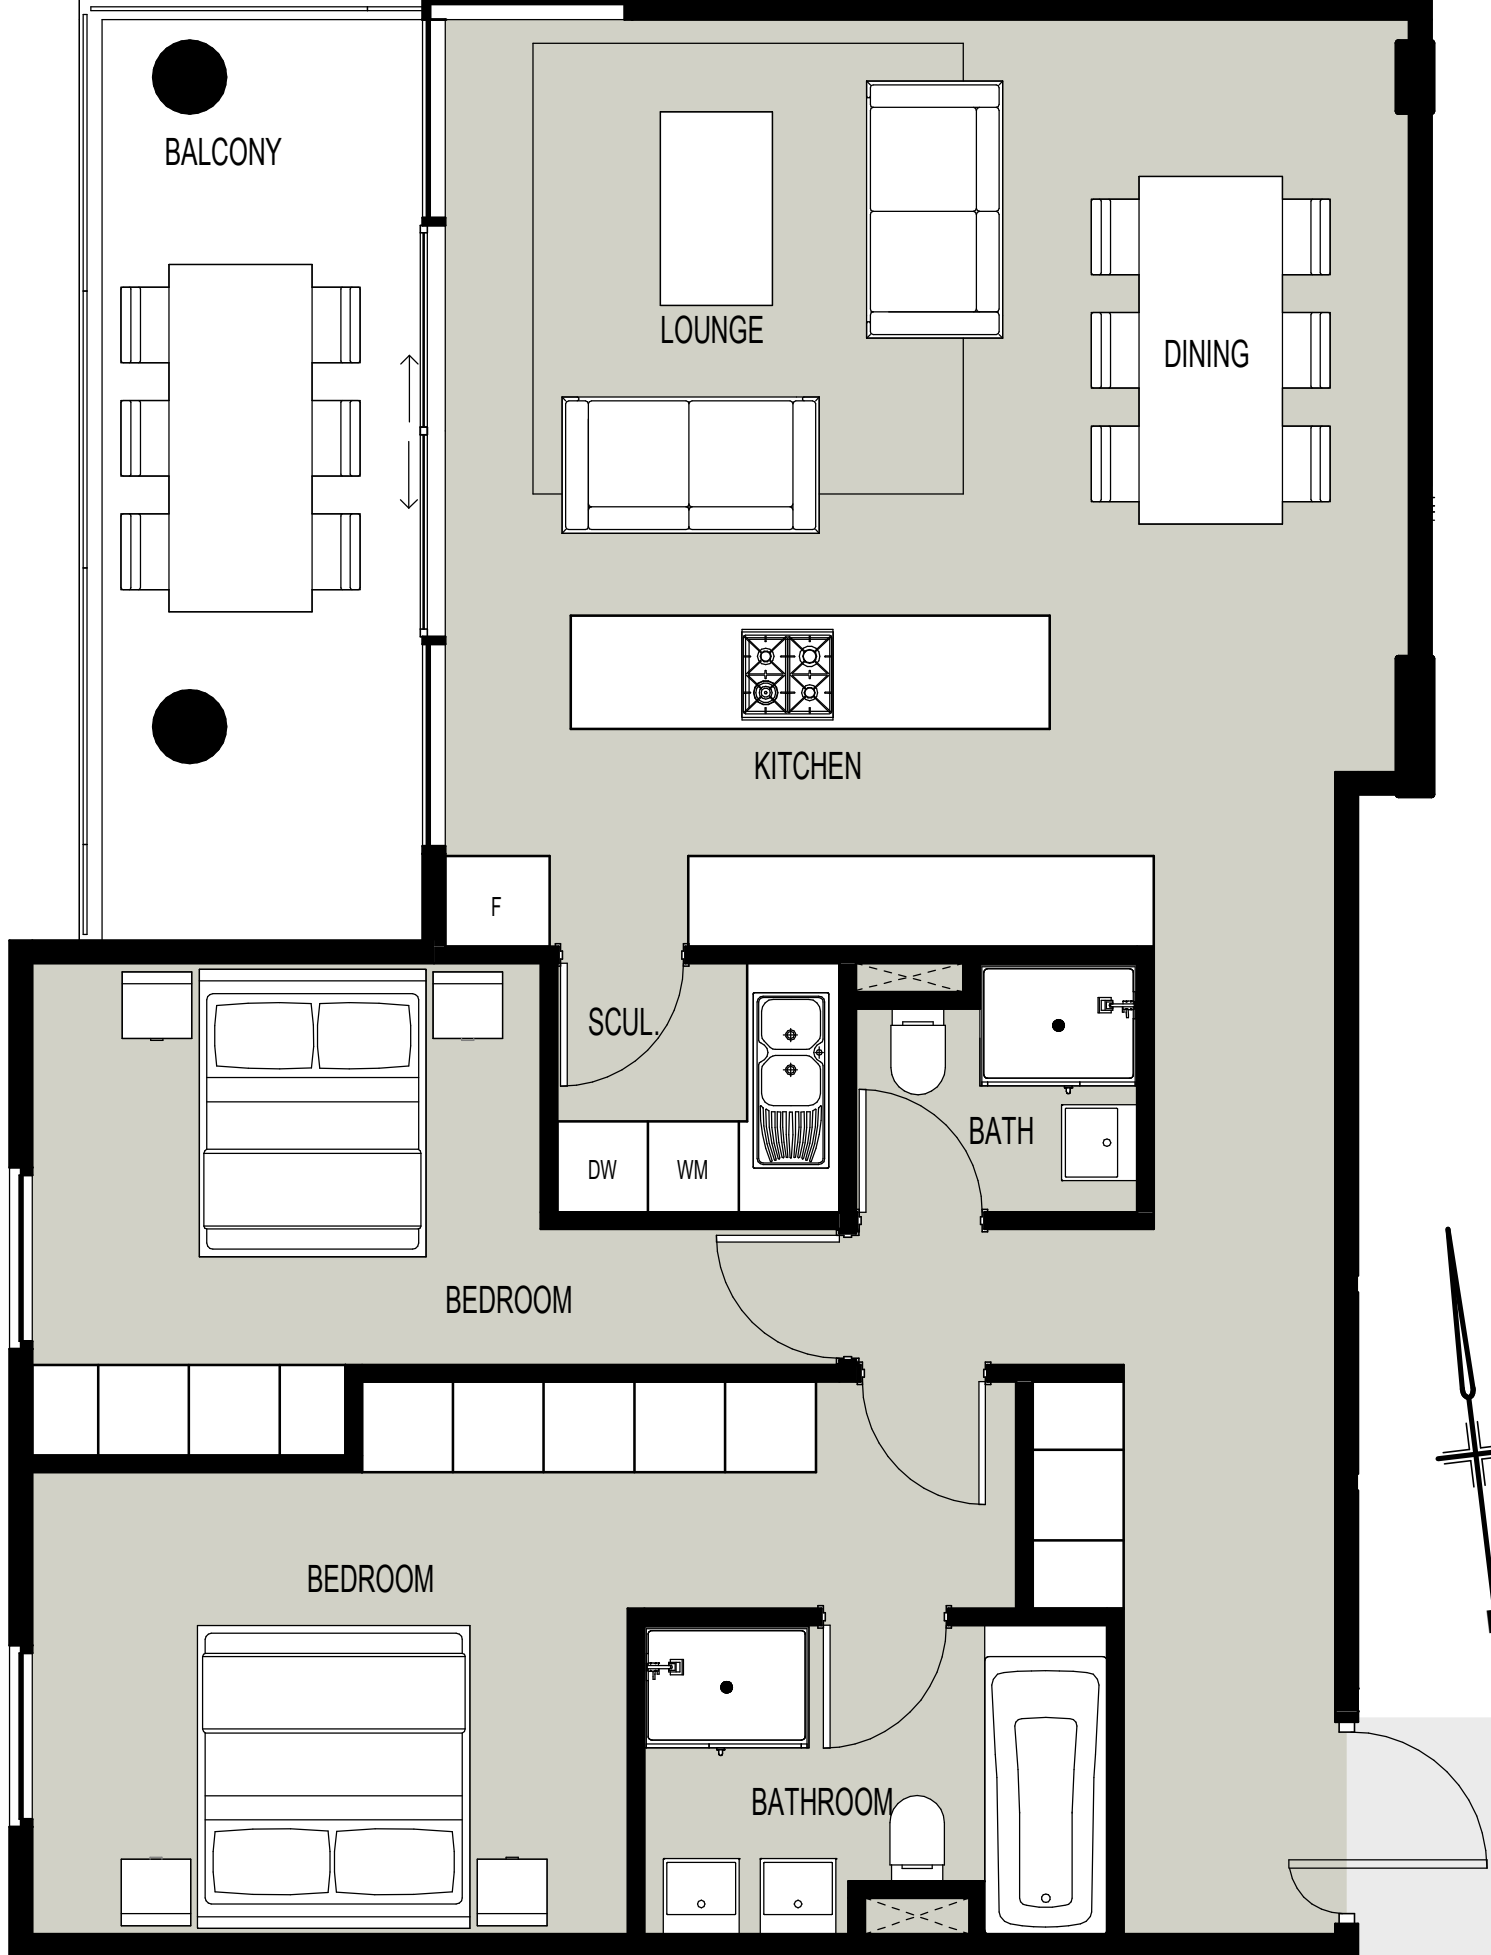 BALCONY
LOUNGE
DINING
KITCHEN
F
SCUL.
BATH
DW
WM
BEDROOM
BEDROOM
BATHROOM